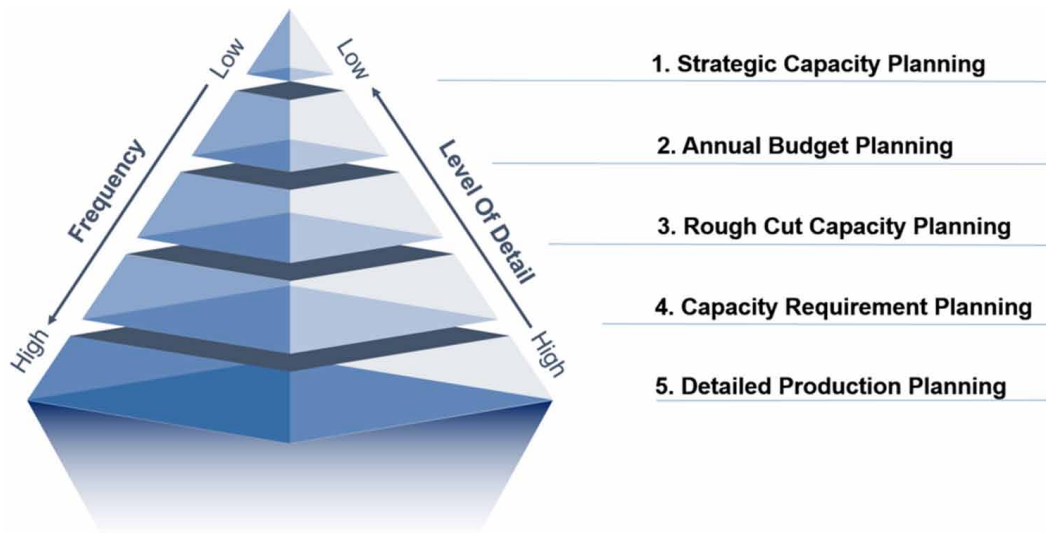 Low
Low
Frequency
Level Of Detail
High
High
1. Strategic Capacity Planning
2. Annual Budget Planning
3. Rough Cut Capacity Planning
4. Capacity Requirement Planning
5. Detailed Production Planning